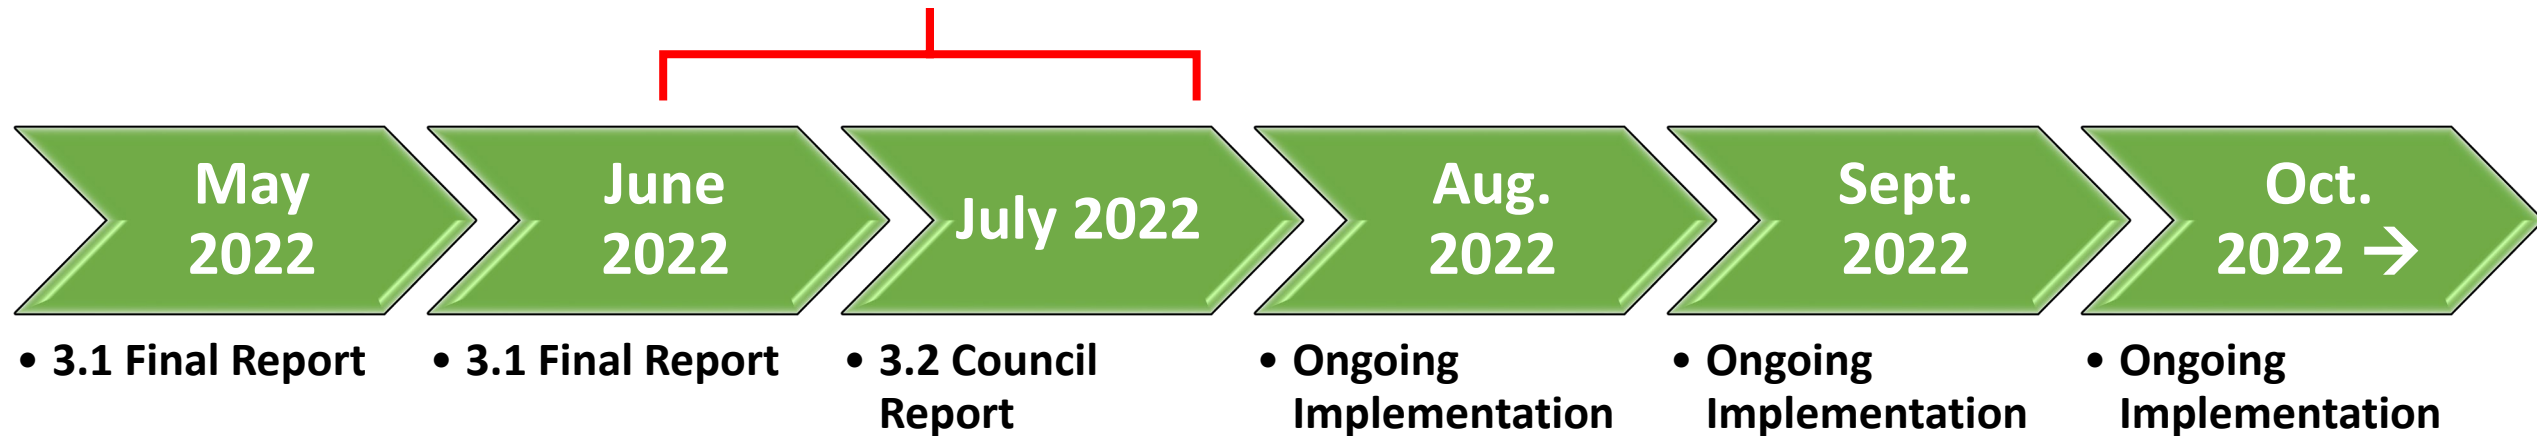 May
2022
June
2022
July 2022
Aug.
2022
Sept.
2022
Oct.
2022 →
• 3.1 Final Report
• 3.1 Final Report
• 3.2 Council
Report
• Ongoing
Implementation
• Ongoing
Implementation
• Ongoing
Implementation